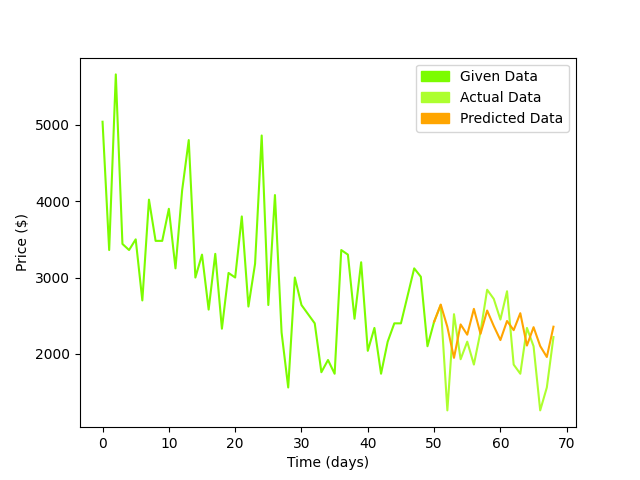 Given Data
Actual Data
Predicted Data
5000
4000
3000
2000
Price ($)
0 10 20 30 40 50 60 70
Time (days)